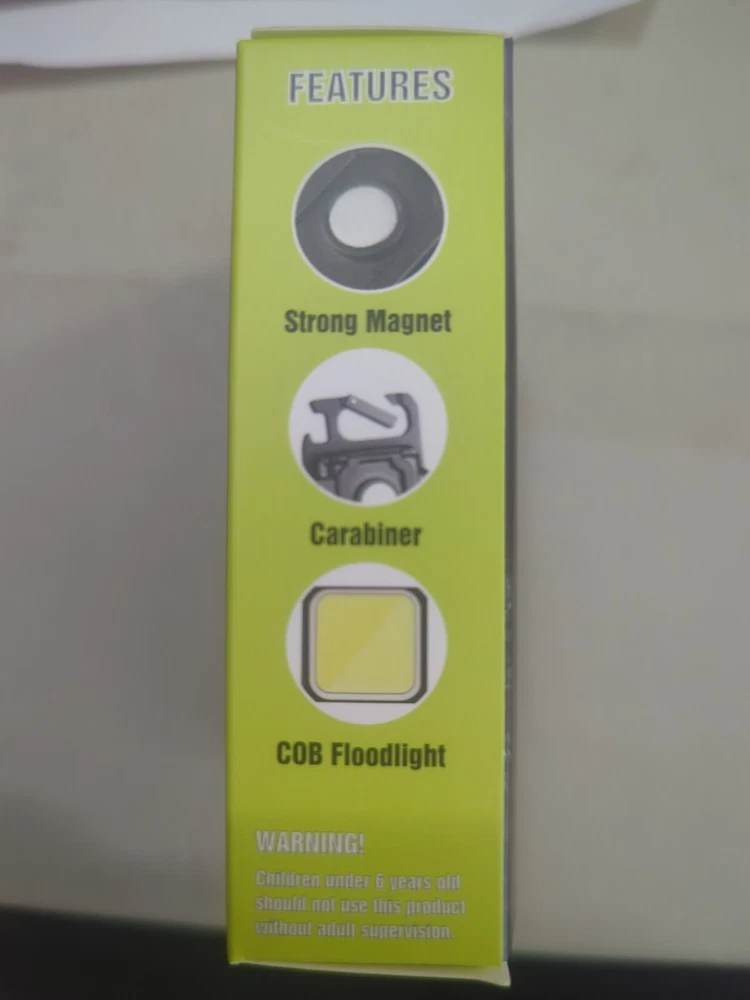 FEATURES
Strong Magnet
Carabiner
COB Floodlight
WARNING!
Children under 6 years old
should not use this product
without adult supervision.